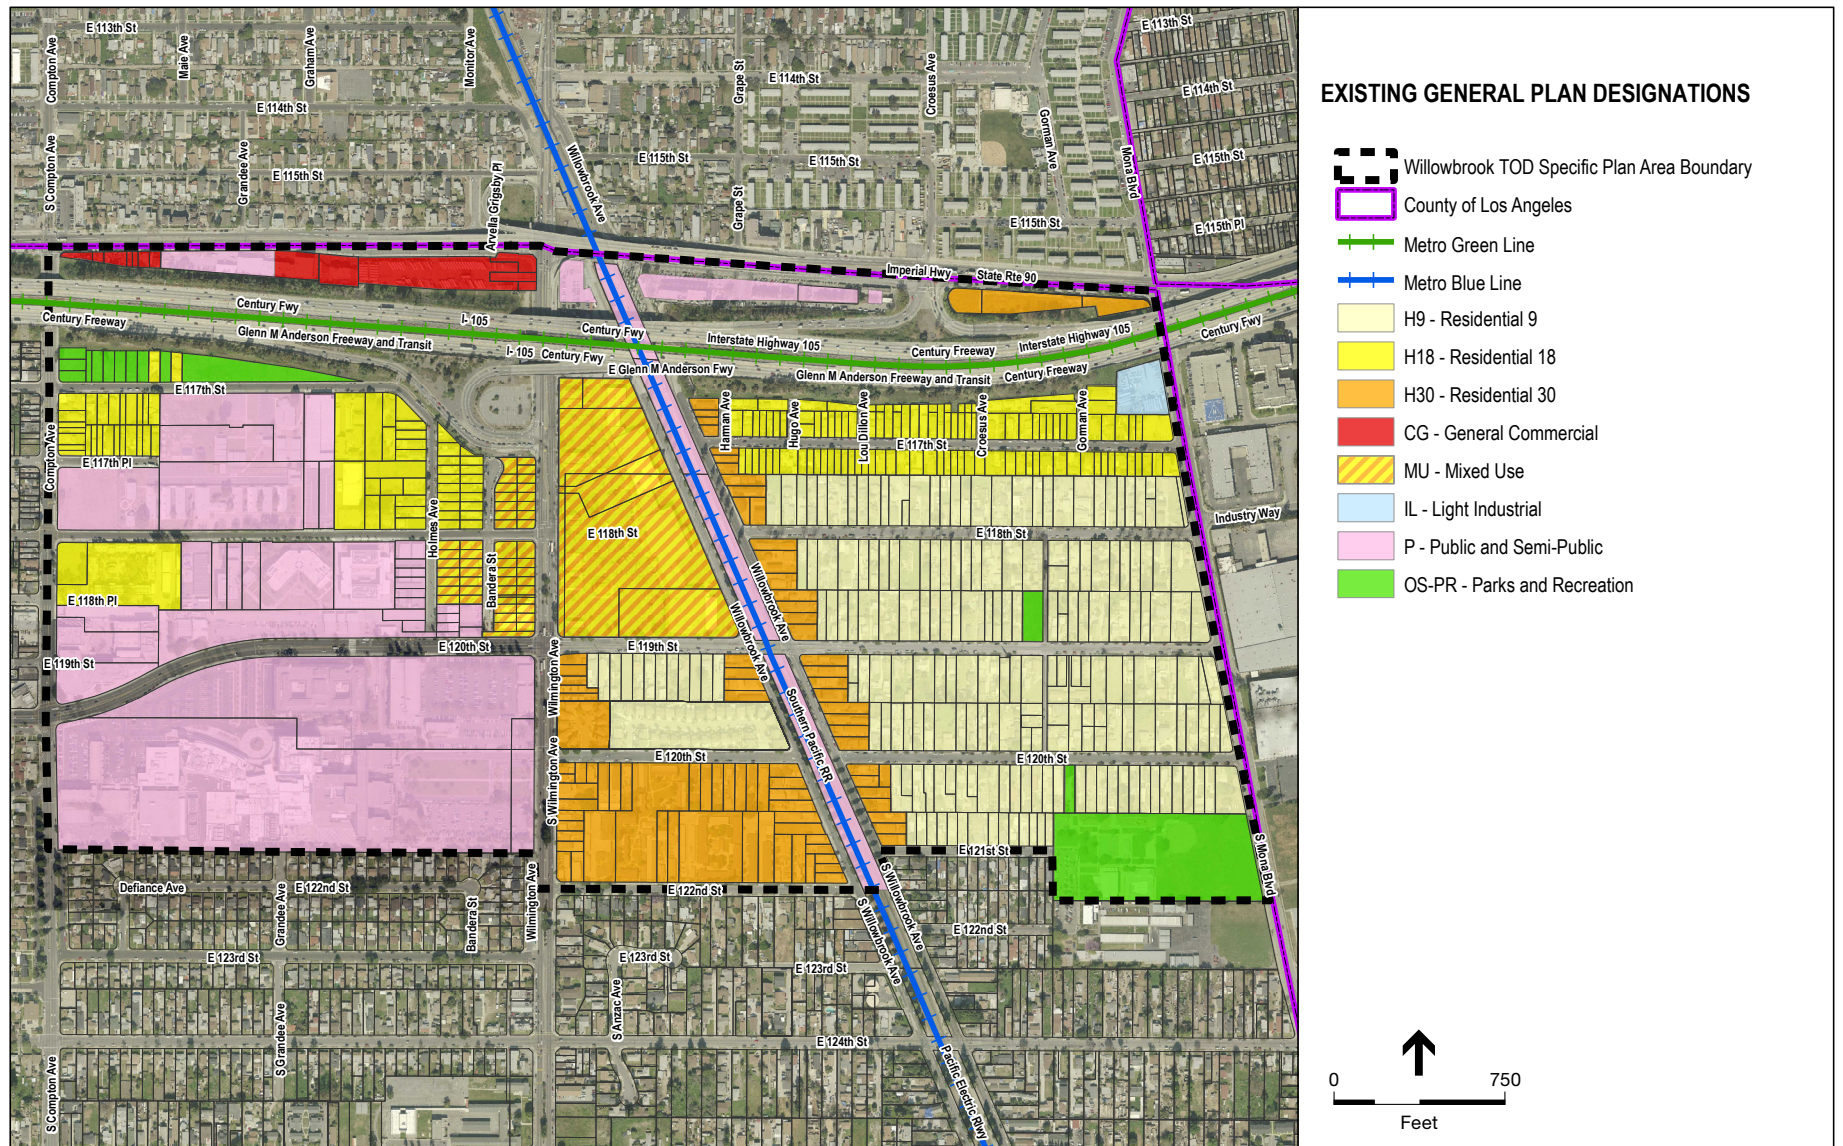 E 113th St
E 113th St
S Compton Ave
Maie Ave
Graham Ave
Monitor Ave
Grape St
E 114th St
Croesus Ave
E 114th St
E 114th St
Gorman Ave
S Compton Ave
Grandee Ave
E 115th St
Arvella Grigsby Pl
Willowbrook Ave
E 115th St
Grape St
E 115th St
E 115th St
Mona Blvd
E 115th St
E 115th Pl
Imperial Hwy
State Rte 90
Century Fwy
Century Freeway
I- 105
Glenn M Anderson Freeway and Transit
I- 105
Century Fwy
Century Fwy
E Glenn M Anderson Fwy
Interstate Highway 105
Century Freeway
Interstate Highway 105
Century Fwy
Glenn M Anderson Freeway and Transit
Century Freeway
E 117th St
Compton Ave
E 117th Pl
Holmes Ave
Bandera St
Harman Ave
Hugo Ave
Lou Dillon Ave
E 117th St
Croesus Ave
Gorman Ave
Industry Way
E 118th St
E 118th St
E 118th Pl
E 119th St
E 120th St
Wilmington Ave
E 119th St
Willowbrook Ave
Willowbrook Ave
Southern Pacific RR
S Wilmington Ave
E 120th St
E 120th St
S Mona Blvd
E 121st St
Defiance Ave
E 122nd St
Grandee Ave
Bandera St
Wilmington Ave
E 122nd St
S Willowbrook Ave
S Willowbrook Ave
E 122nd St
E 123rd St
E 123rd St
E 123rd St
S Compton Ave
S Grandee Ave
S Anzac Ave
E 124th St
Pacific Electric Rlwy
EXISTING GENERAL PLAN DESIGNATIONS
Willowbrook TOD Specific Plan Area Boundary
County of Los Angeles
Metro Green Line
Metro Blue Line
H9 - Residential 9
H18 - Residential 18
H30 - Residential 30
CG - General Commercial
MU - Mixed Use
IL - Light Industrial
P - Public and Semi-Public
OS-PR - Parks and Recreation
0 750
Feet